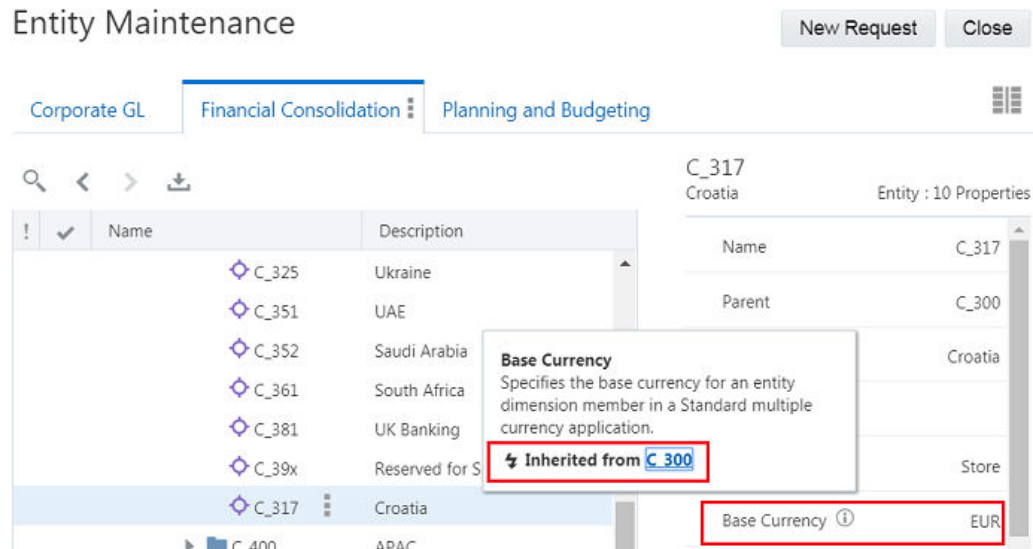 Entity Maintenance
New Request
Close
Corporate GL
Financial Consolidation
Planning and Budgeting
C_317
Croatia
Entity : 10 Properties
! Name Description
C_325 Ukraine
C_351 UAE
C_352 Saudi Arabia
C_361 South Africa
C_381 UK Banking
C_39x Reserved for S
C_317 Croatia
C_400 APAC
Name C_317
Parent C_300
Croatia
Store
Base Currency EUR
Base Currency
Specifies the base currency for an entity
dimension member in a Standard multiple
currency application.
Inherited from C_300